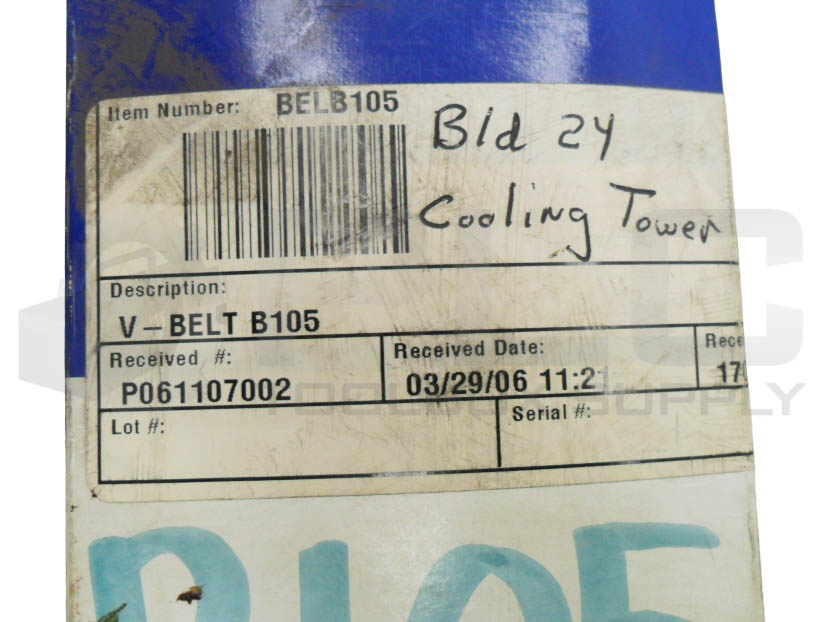 Item Number: BELB105
Bld 24
Cooling Tower
Description:
V-BELT B105
Received #:
P061107002
Received Date:
03/29/06 11:21
Lot #:
Serial #:
B105